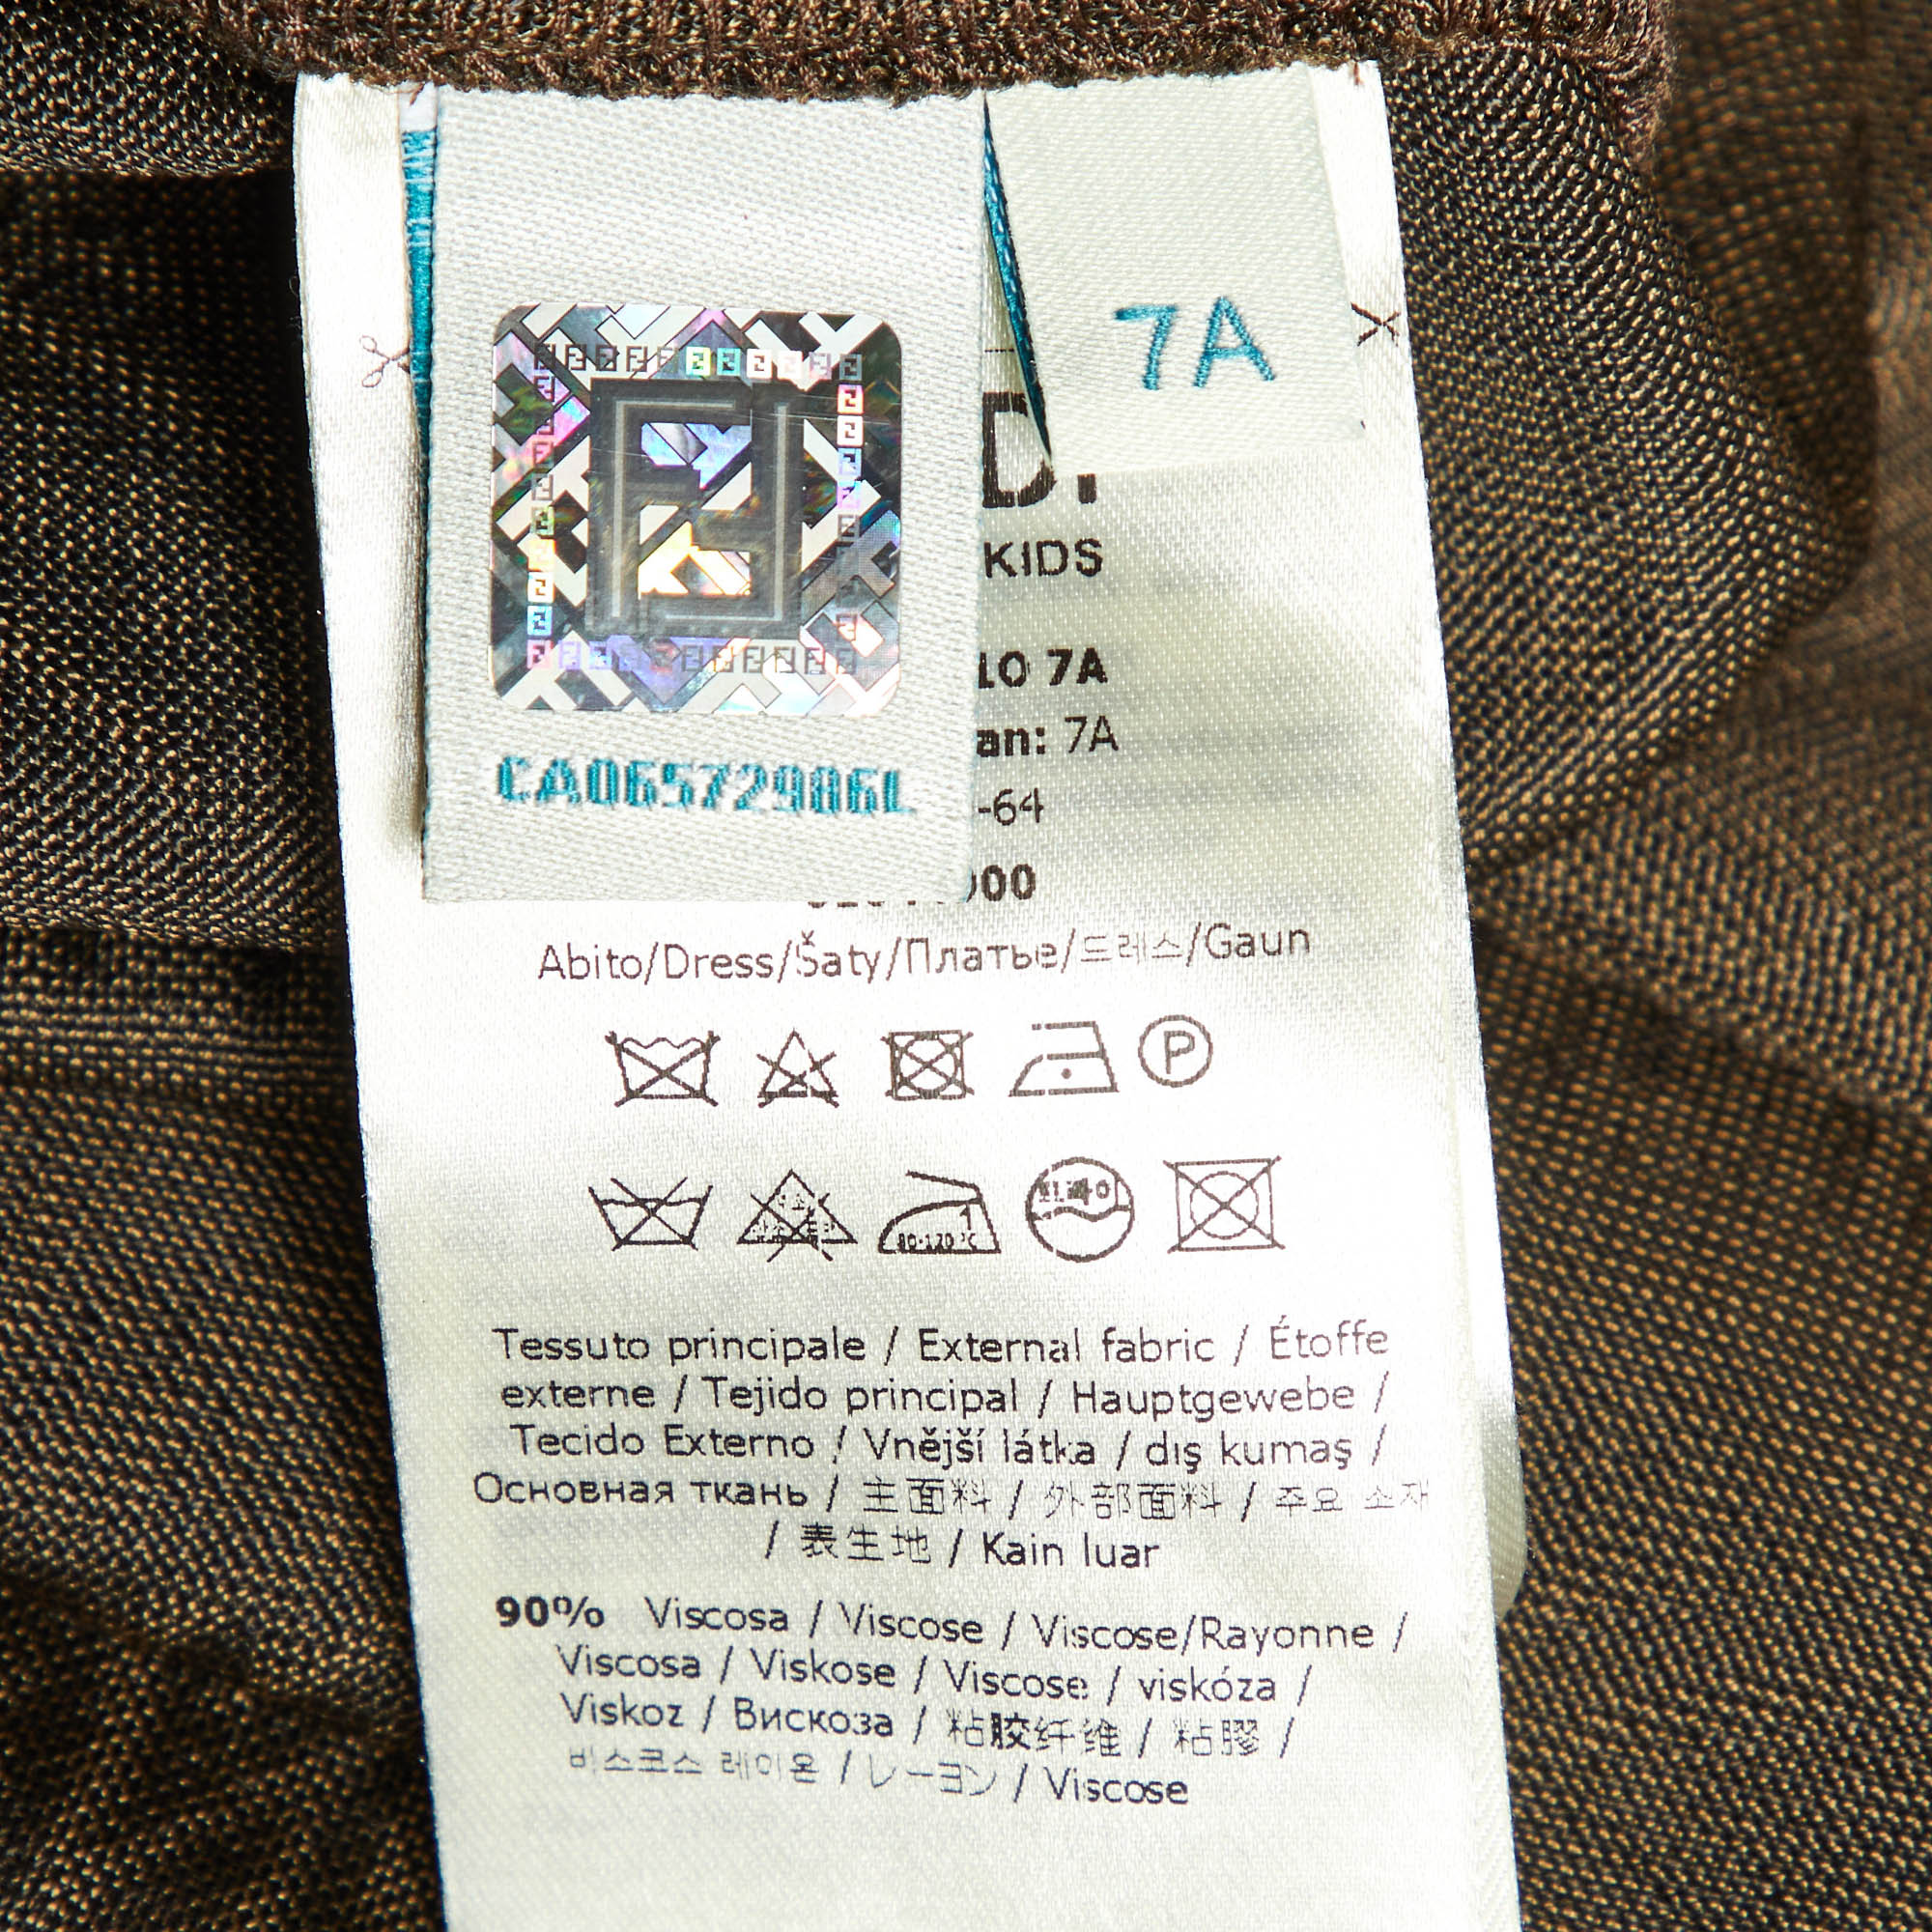 7A
D.
KIDS
7A
an: 7A
-64
CA06572986L
Abito/Dress/Šaty/Платье/드레스/Gaun
P
80-120 °C
Tessuto principale / External fabric / Étoffe
externe / Tejido principal / Hauptgewebe /
Tecido Externo / Vnější látka / dış kumaş /
Основная ткань / 主面料 / 外部面料 / 주요 소재
/ 表生地 / Kain luar
90% Viscosa / Viscose / Viscose/Rayonne /
Viscosa / Viskose / Viscose / viskóza /
Viskoz / Вискоза / 粘胶纤维 / 粘膠 /
비스코스 레이온 / レーヨン / Viscose